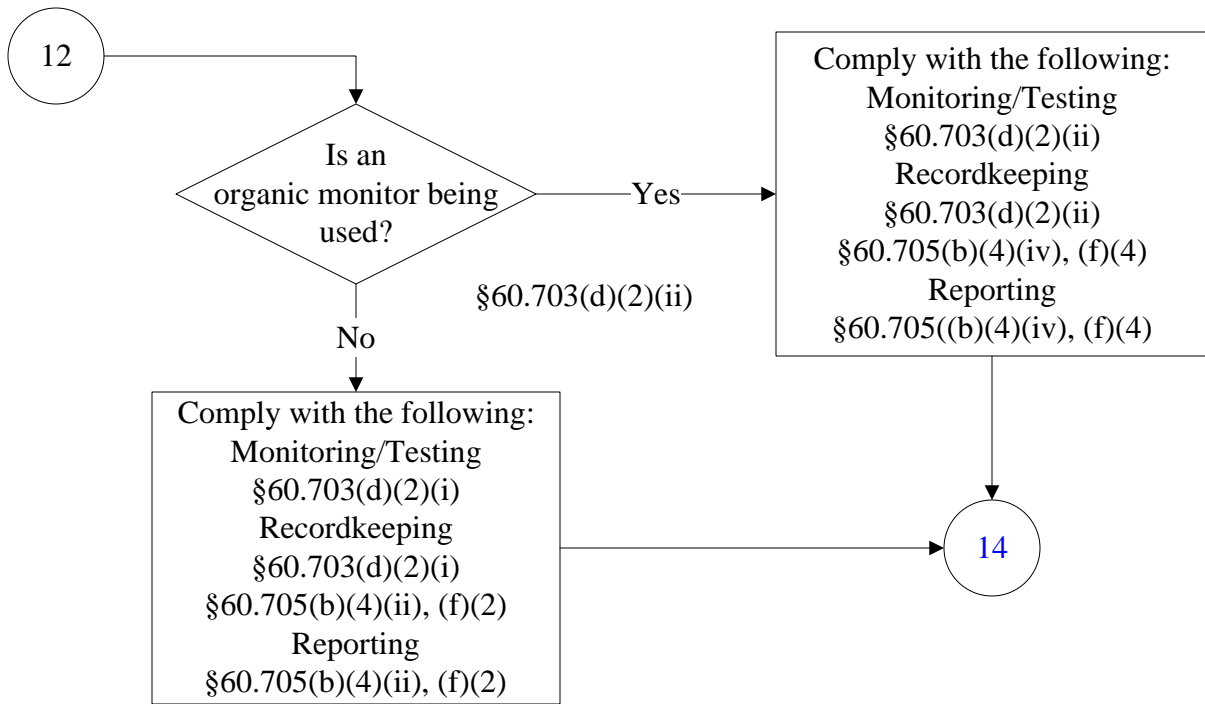 12
Is an
organic monitor being
used?
Yes
§60.703(d)(2)(ii)
No
Comply with the following:
Monitoring/Testing
§60.703(d)(2)(ii)
Recordkeeping
§60.703(d)(2)(ii)
§60.705(b)(4)(iv), (f)(4)
Reporting
§60.705((b)(4)(iv), (f)(4)
Comply with the following:
Monitoring/Testing
§60.703(d)(2)(i)
Recordkeeping
§60.703(d)(2)(i)
§60.705(b)(4)(ii), (f)(2)
Reporting
§60.705(b)(4)(ii), (f)(2)
14